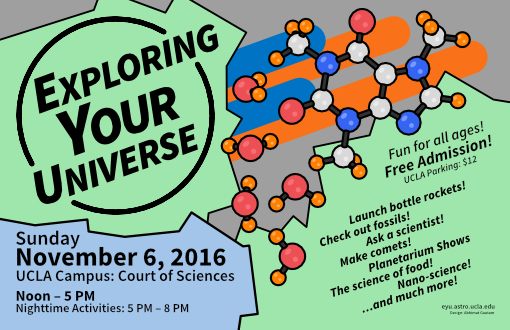 EXPLORING
YOUR
UNIVERSE
Fun for all ages!
Free Admission!
UCLA Parking: $12
Launch bottle rockets!
Check out fossils!
Ask a scientist!
Make comets!
Planetarium Shows
The science of food!
Nano-science!
...and much more!
Sunday
November 6, 2016
UCLA Campus: Court of Sciences
Noon – 5 PM
Nighttime Activities: 5 PM – 8 PM
eyu.astro.ucla.edu